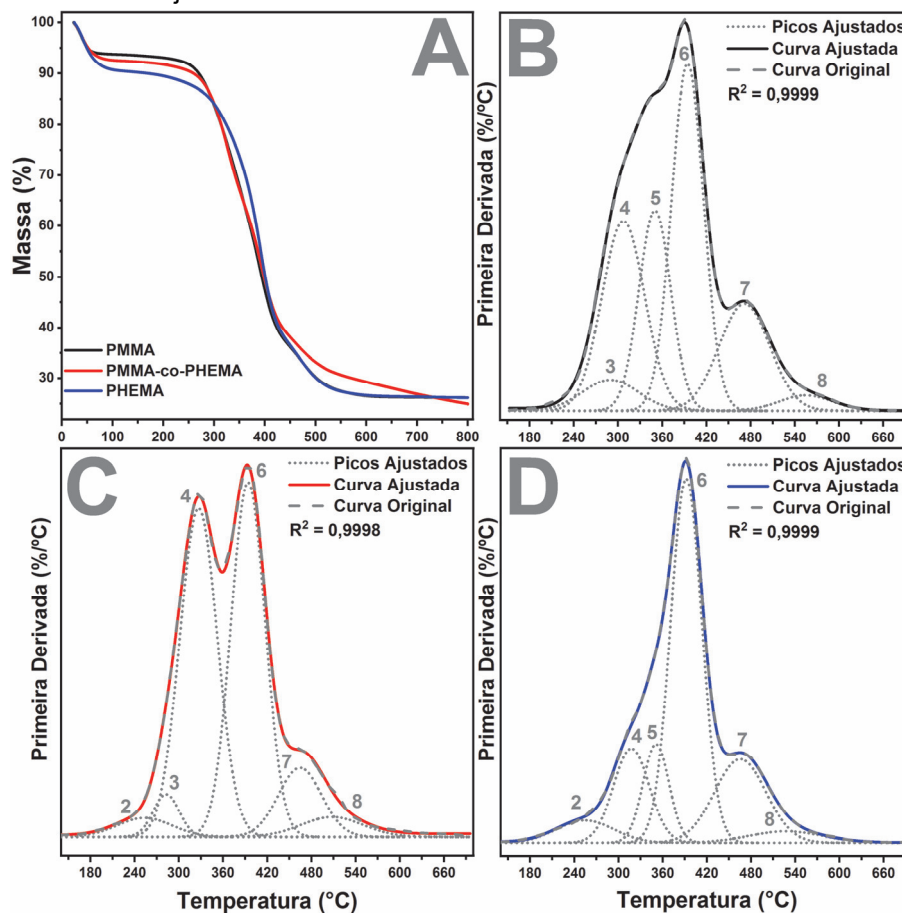 A
Massa (%)
100
90
80
70
60
50
40
30
PMMA
PMMA-co-PHEMA
PHEMA
0 100 200 300 400 500 600 700 800
B
Primeira Derivada (%/ºC)
Picos Ajustados
Curva Ajustada
Curva Original
R² = 0,9999
3
4
5
6
7
8
180 240 300 360 420 480 540 600 660
C
Primeira Derivada (%/ºC)
Picos Ajustados
Curva Ajustada
Curva Original
R² = 0,9998
2
3
4
6
7
8
180 240 300 360 420 480 540 600 660
Temperatura (°C)
D
Primeira Derivada (%/ºC)
Picos Ajustados
Curva Ajustada
Curva Original
R² = 0,9999
2
4
5
6
7
8
180 240 300 360 420 480 540 600 660
Temperatura (°C)